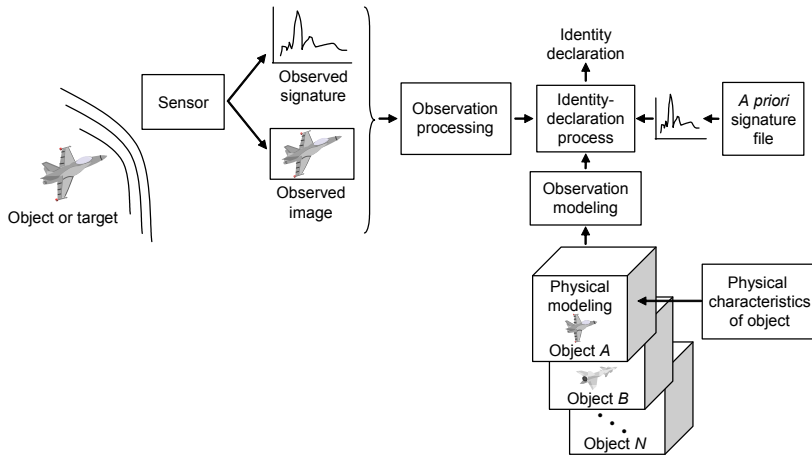 Object or target
Sensor
Observed
signature
Observed
image
Observation
processing
Identity
declaration
Identity-
declaration
process
A priori
signature
file
Observation
modeling
Physical
modeling
Object A
Object B
Object N
Physical
characteristics
of object